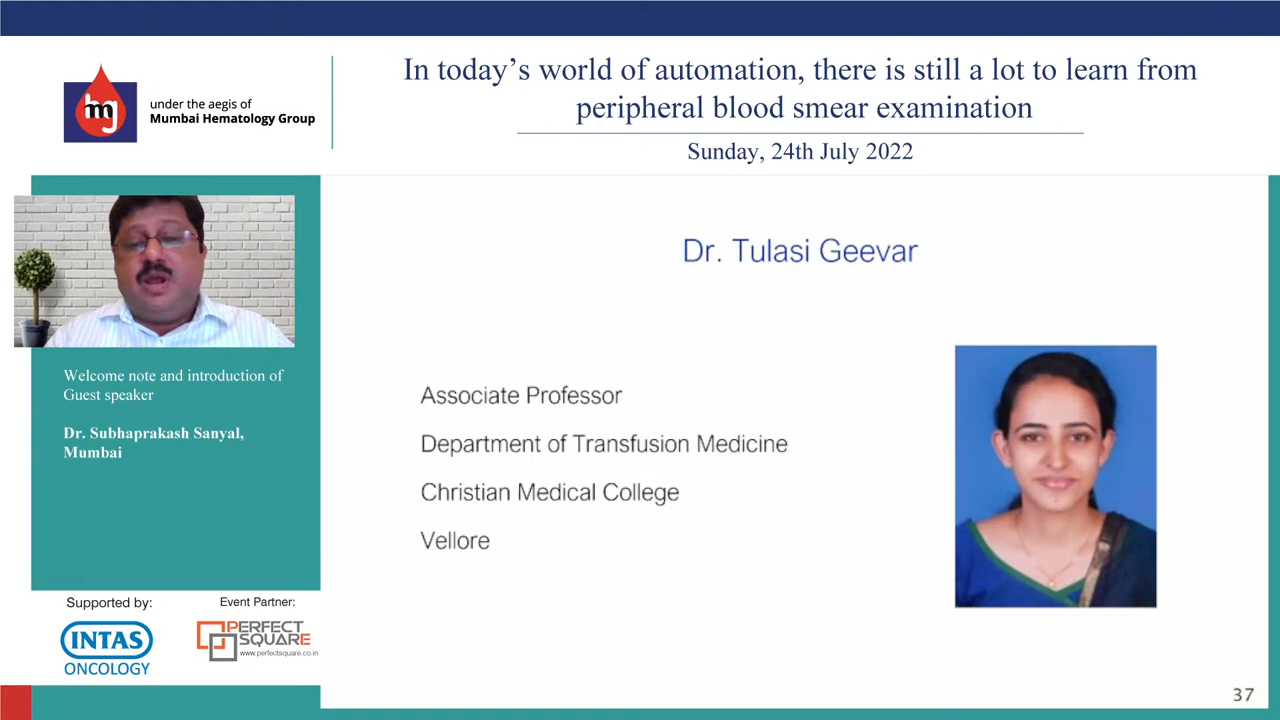 mg
under the aegis of
Mumbai Hematology Group
In today's world of automation, there is still a lot to learn from
peripheral blood smear examination
Sunday, 24th July 2022
Welcome note and introduction of
Guest speaker
Dr. Subhaprakash Sanyal,
Mumbai
Supported by:
INTAS
ONCOLOGY
Event Partner:
PERFECT
SQUARE
www.perfectsquare.co.in
Dr. Tulasi Geevar
Associate Professor
Department of Transfusion Medicine
Christian Medical College
Vellore
37